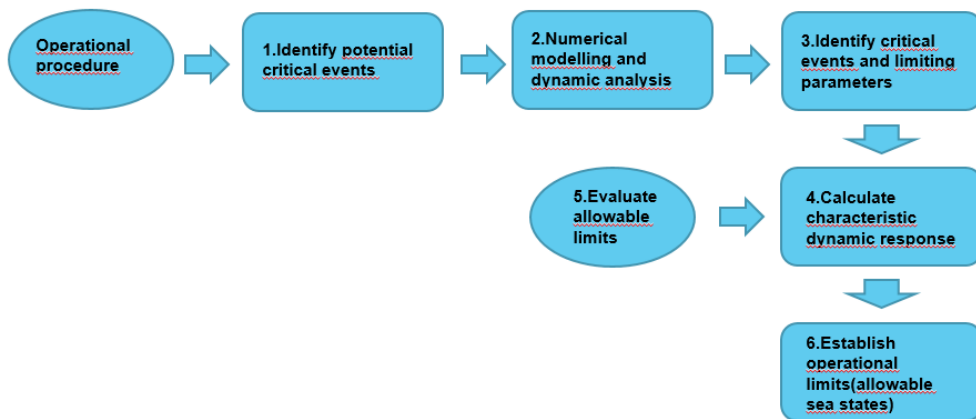 Operational
procedure
1.Identify potential
critical events
2.Numerical
modelling and
dynamic analysis
3.Identify critical
events and limiting
parameters
5.Evaluate
allowable
limits
4.Calculate
characteristic
dynamic response
6.Establish
operational
limits(allowable
sea states)